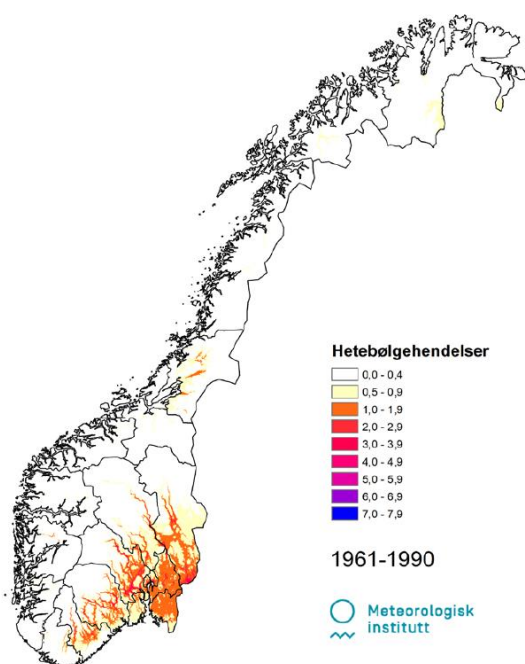 Hetebølgehendelser
0,0 - 0,4
0,5 - 0,9
1,0 - 1,9
2,0 - 2,9
3,0 - 3,9
4,0 - 4,9
5,0 - 5,9
6,0 - 6,9
7,0 - 7,9
1961-1990
Meteorologisk
institutt